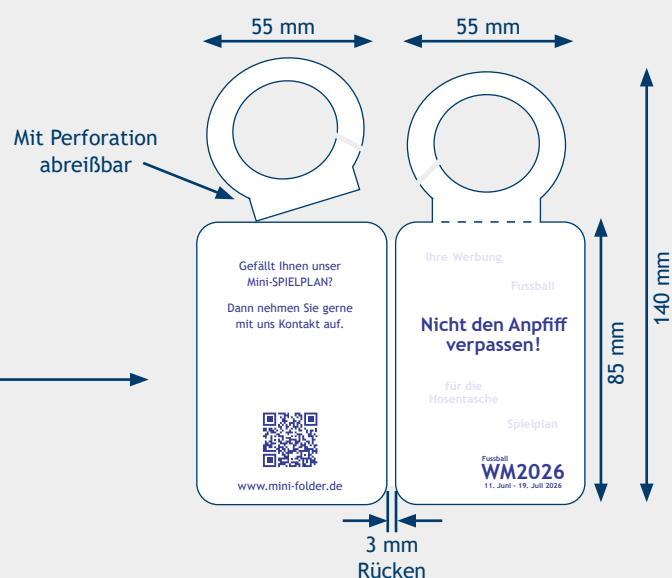 55 mm
55 mm
Mit Perforation
abreißbar
Gefällt Ihnen unser
Mini-SPIELPLAN?
Dann nehmen Sie gerne
mit uns Kontakt auf.
www.mini-folder.de
Ihre Werbung
Fussball
Nicht den Anpfiff
verpassen!
für die
Hosentasche
Spielplan
Fussball
WM2026
11. Juni - 19. Juli 2026
85 mm
140 mm
3 mm
Rücken